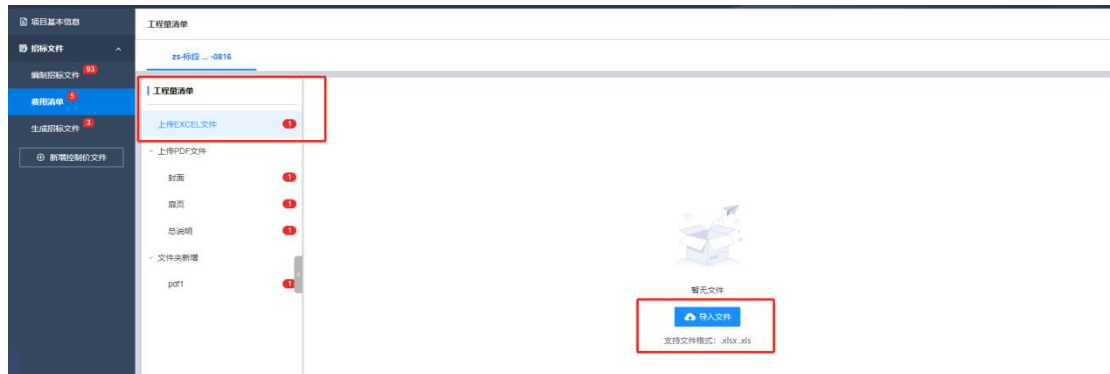 项目基本信息
招标文件
编制招标文件 93
费用清单 5
生成招标文件 3
新增控制价文件
工程量清单
zs-标段 ... -0816
工程量清单
上传EXCEL文件 1
上传PDF文件
封面 1
扉页 1
总说明 1
文件夹新增
pdf1 1
暂无文件
导入文件
支持文件格式: .xlsx .xls